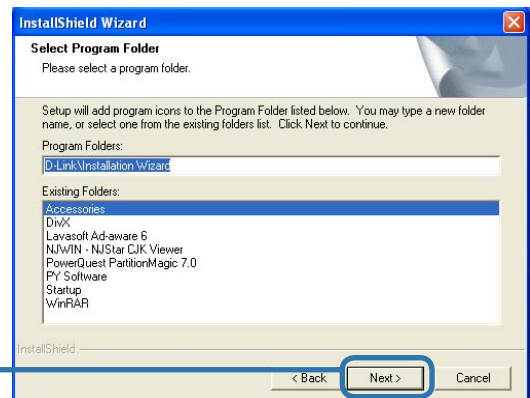 InstallShield Wizard
Select Program Folder
Please select a program folder.
Setup will add program icons to the Program Folder listed below. You may type a new folder
name, or select one from the existing folders list. Click Next to continue.
Program Folders:
D-Link\Installation Wizard
Existing Folders:
Accessories
DivX
Lavasoft Ad-aware 6
NJWIN - NJStar CJK Viewer
PowerQuest PartitionMagic 7.0
PY Software
Startup
WinRAR
InstallShield
< Back Next > Cancel